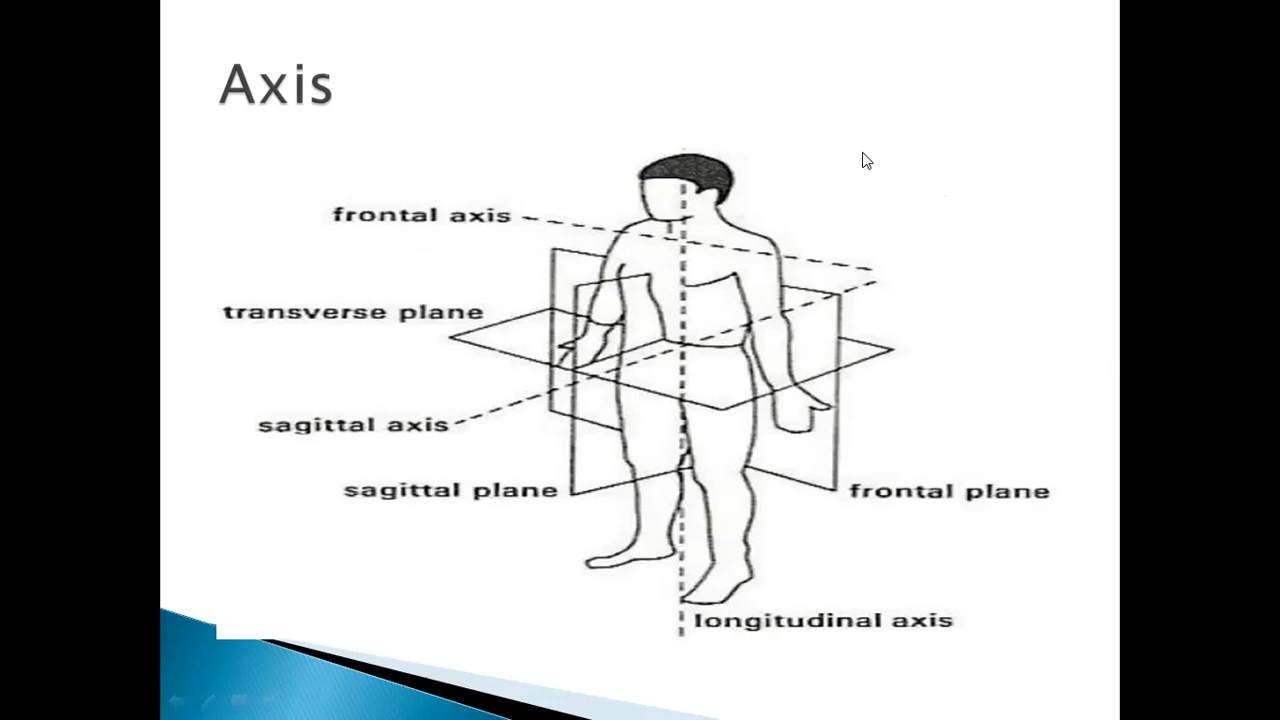 Axis
frontal axis
transverse plane
sagittal axis
sagittal plane
frontal plane
longitudinal axis